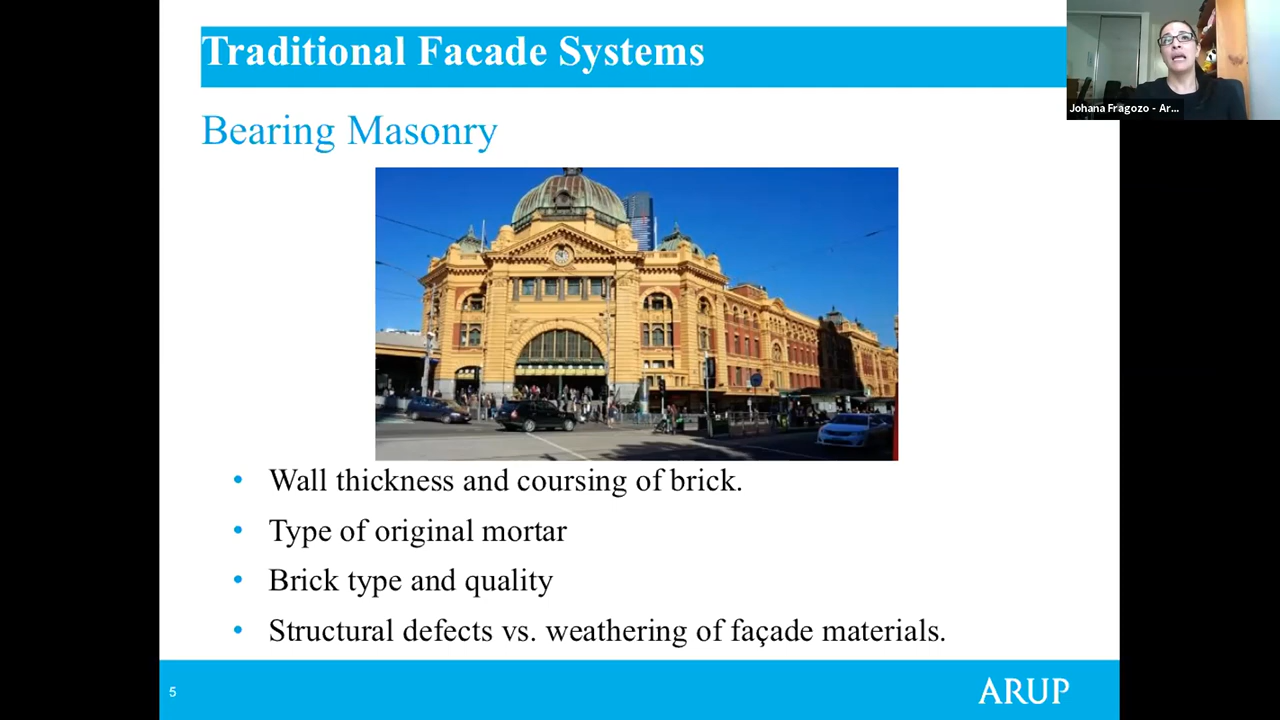 Traditional Facade Systems
Johana Fragozo - Ar...
Bearing Masonry
• Wall thickness and coursing of brick.
• Type of original mortar
• Brick type and quality
• Structural defects vs. weathering of façade materials.
5
ARUP